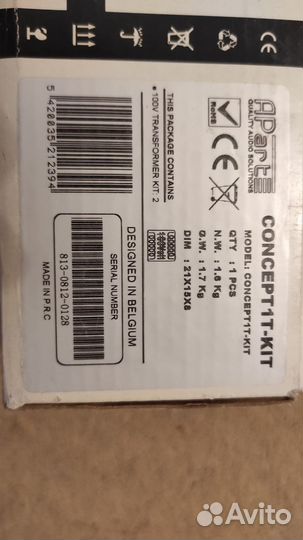 APart
QUALITY AUDIO SOLUTIONS
CONCEPT1T-KIT
MODEL: CONCEPT1T-KIT
QTY : 1 PCS
N.W. : 1.6 Kg
G.W. : 1.7 Kg
DIM : 21X15X8
RoHS
CE
THIS PACKAGE CONTAINS
* 100V TRANSFORMER KIT: 2
DESIGNED IN BELGIUM
SERIAL NUMBER
813-0812-0128
MADE IN P.R.C
5 420035 212394
CE
Avito